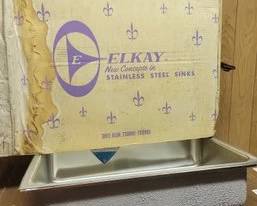 E
ELKAY
New Concepts in
STAINLESS STEEL SINKS